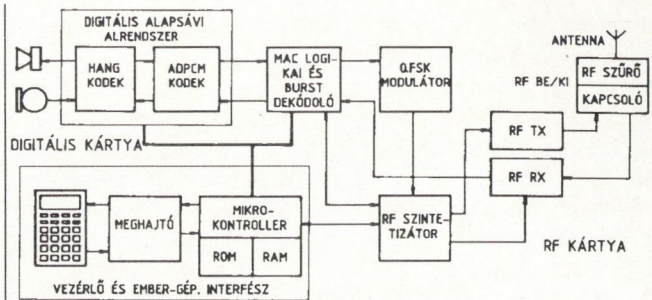 DIGITÁLIS ALAPSÁVI
ALRENDSZER
HANG
KODEK
ADPCM
KODEK
MAC LOGI-
KAI ÉS
BURST
DEKÓDOLÓ
QFSK
MODULÁTOR
ANTENNA
RF BE/KI
RF SZŰRŐ
KAPCSOLÓ
RF TX
RF RX
DIGITÁLIS KÁRTYA
MEGHAJTÓ
MIKRO-
KONTROLLER
ROM
RAM
RF SZINTE-
TIZÁTOR
RF KÁRTYA
VEZÉRLŐ ÉS EMBER-GÉP. INTERFÉSZ